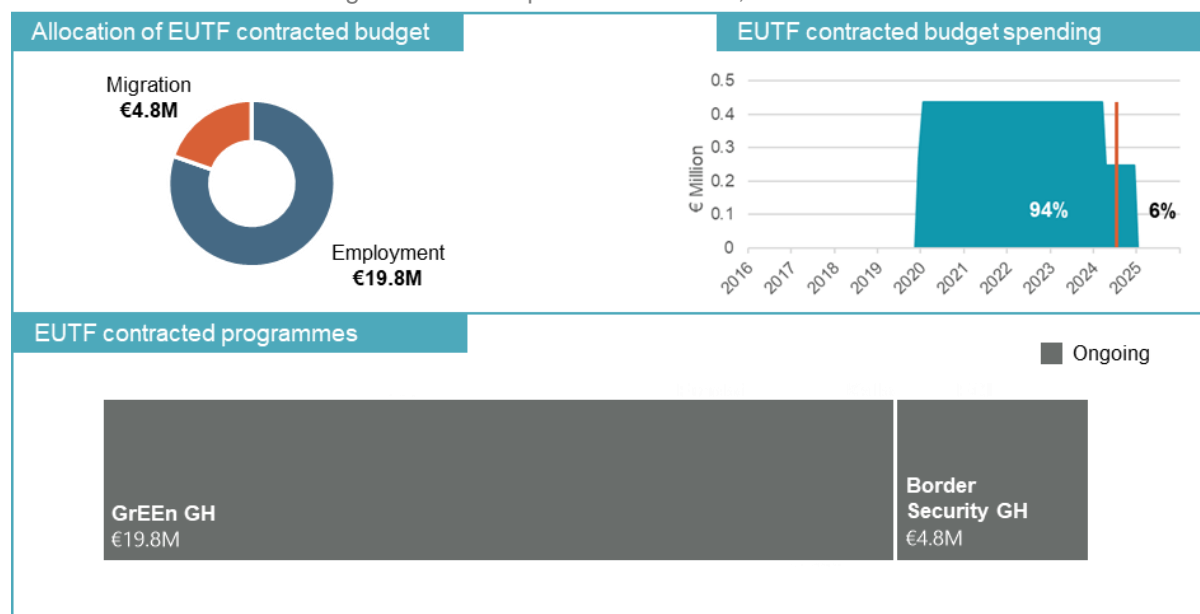 Allocation of EUTF contracted budget
Migration
€4.8M
Employment
€19.8M
EUTF contracted budget spending
€ Million
0.5
0.4
0.3
0.2
0.1
0
94%
6%
2016
2017
2018
2019
2020
2021
2022
2023
2024
2025
EUTF contracted programmes
Ongoing
GrEEn GH
€19.8M
Border
Security GH
€4.8M